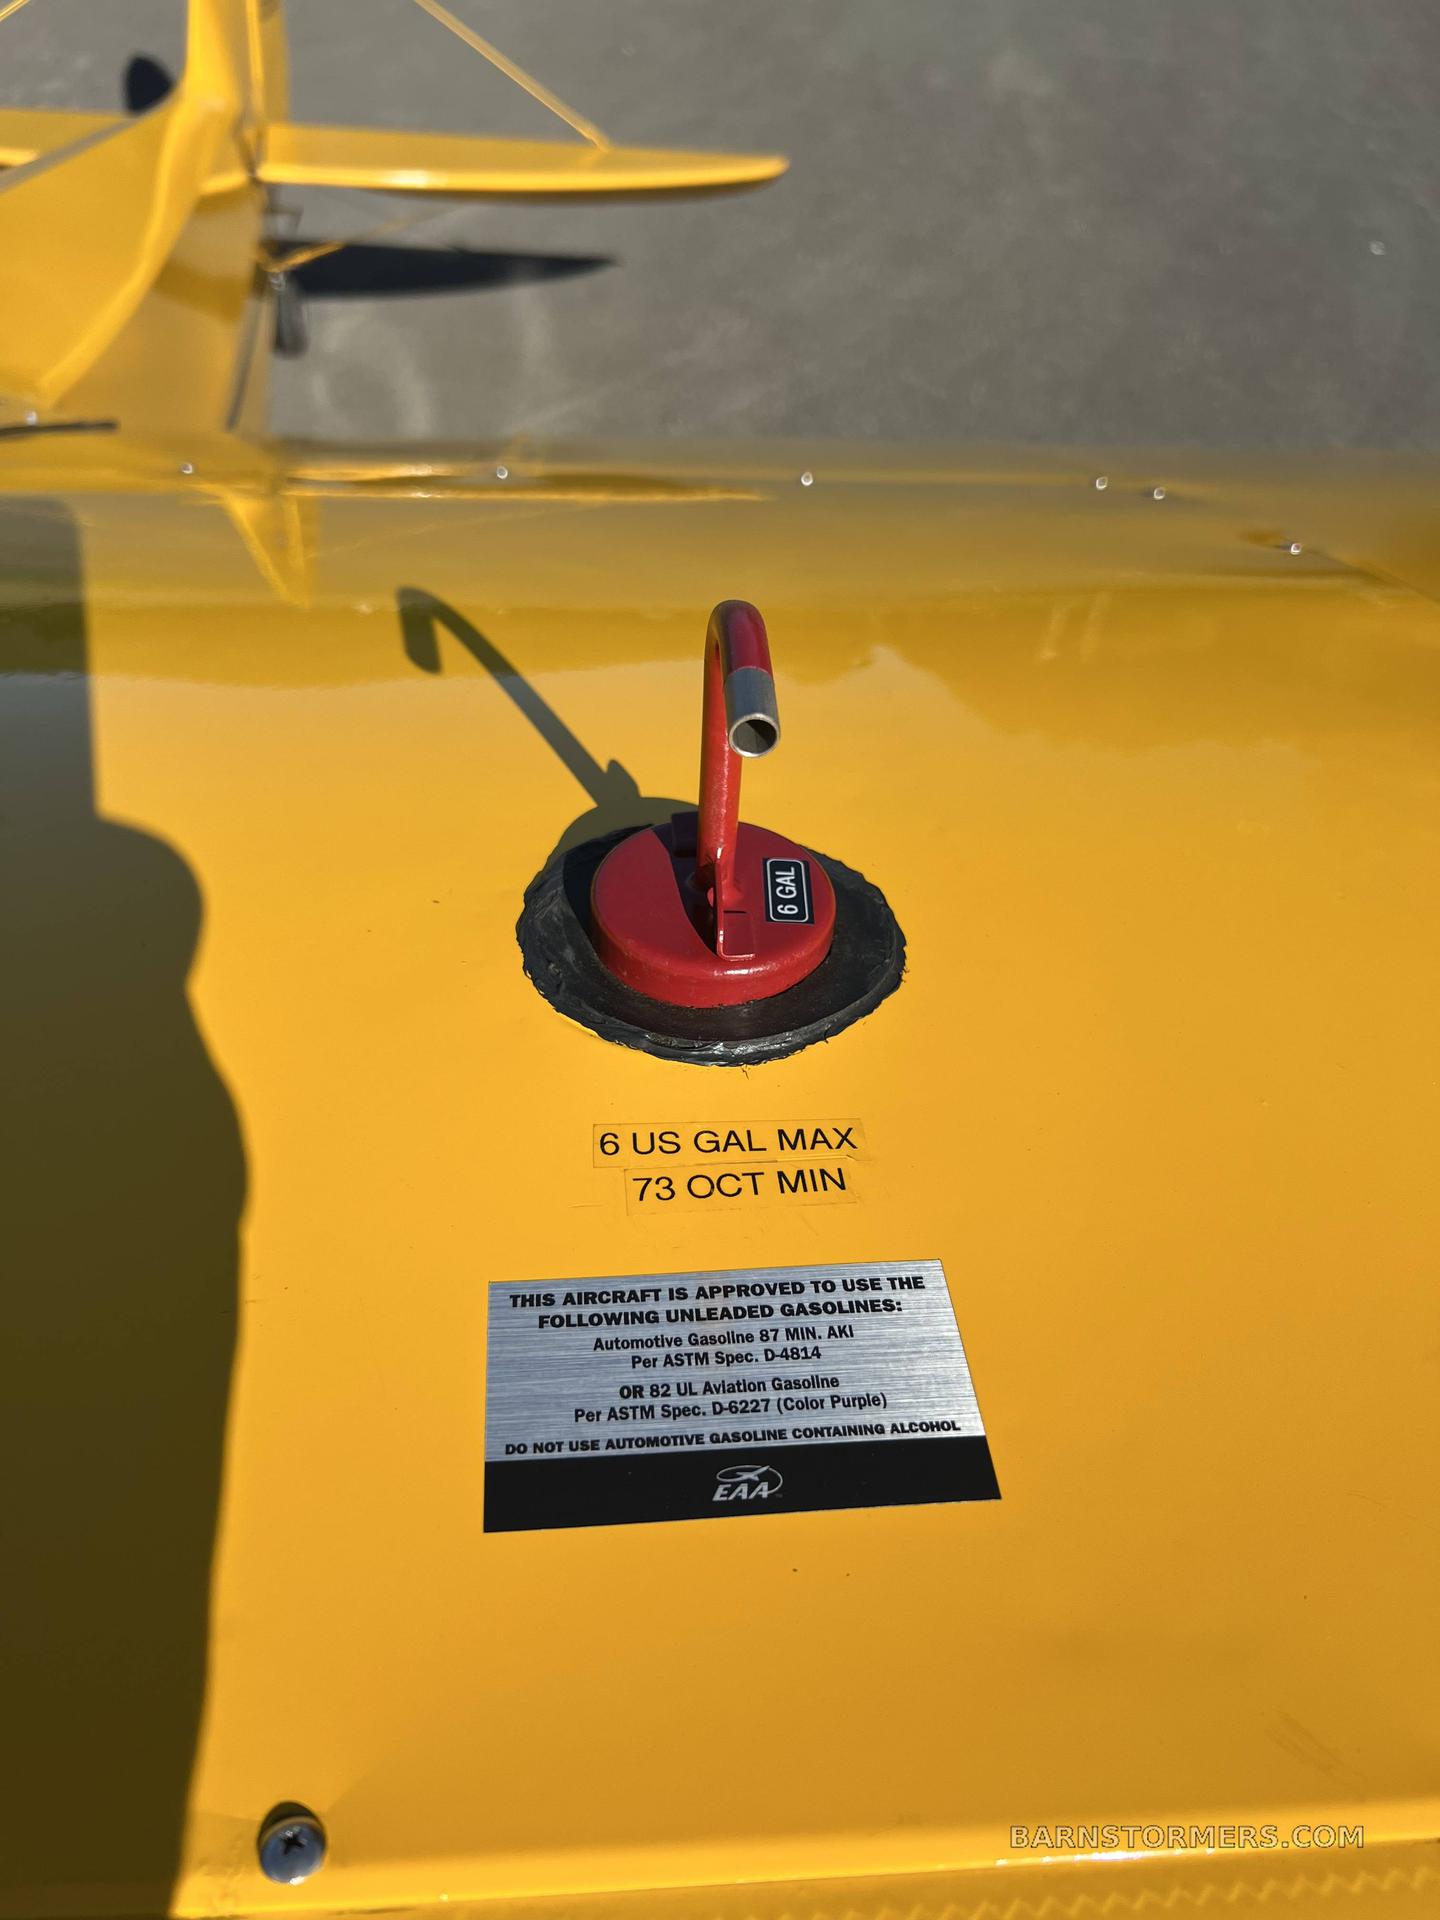 6 GAL
6 US GAL MAX
73 OCT MIN
THIS AIRCRAFT IS APPROVED TO USE THE
FOLLOWING UNLEADED GASOLINES:
Automotive Gasoline 87 MIN. AKI
Per ASTM Spec. D-4814
OR 82 UL Aviation Gasoline
Per ASTM Spec. D-6227 (Color Purple)
DO NOT USE AUTOMOTIVE GASOLINE CONTAINING ALCOHOL
EAA
BARNSTORMERS.COM